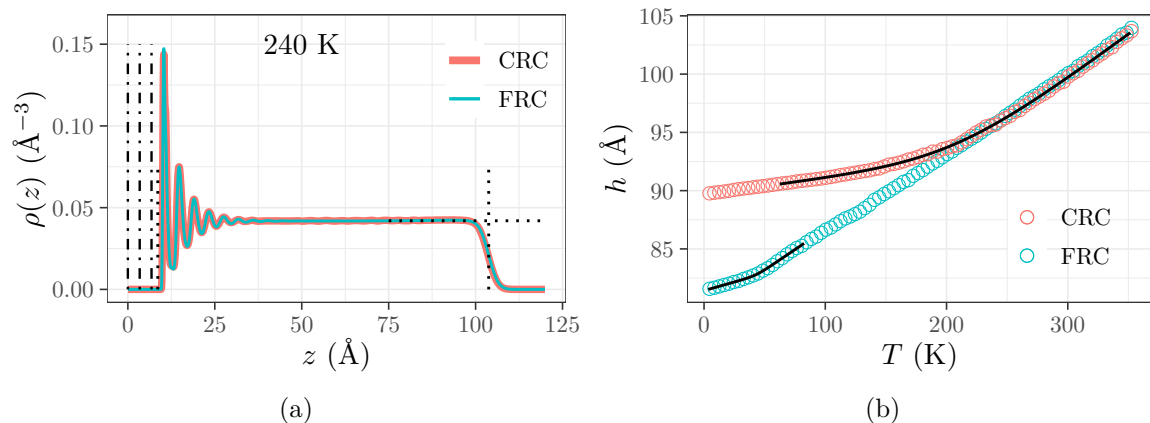 240 K
CRC
FRC
ρ(z) (Å⁻³)
0.15
0.10
0.05
0.00
0 25 50 75 100 125
z (Å)
(a)
h (Å)
105
100
95
90
85
CRC
FRC
0 100 200 300
T (K)
(b)